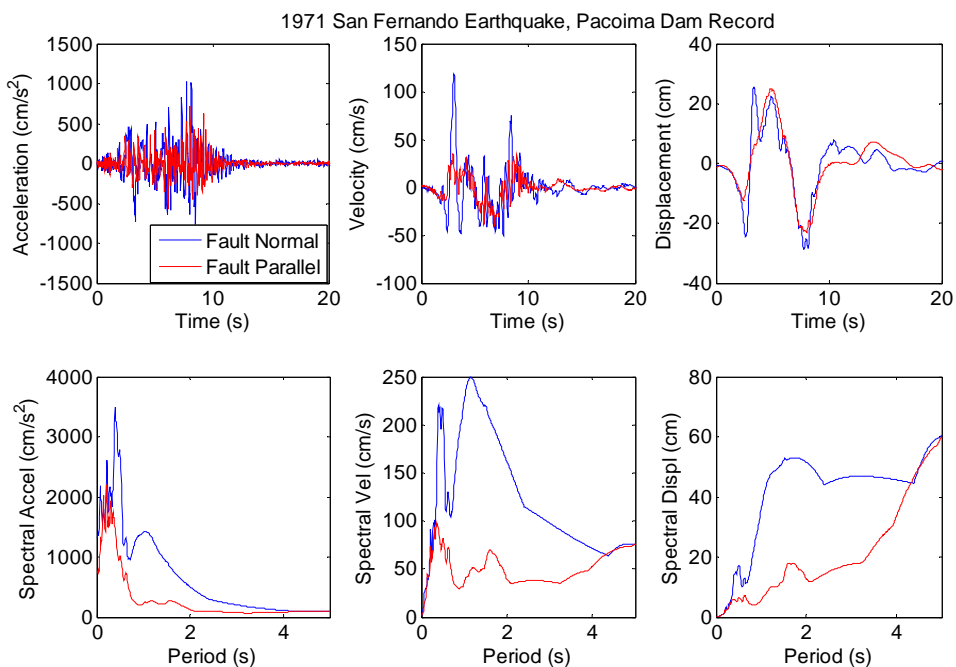 1971 San Fernando Earthquake, Pacoima Dam Record
Acceleration (cm/s²)
1500
1000
500
0
-500
-1000
-1500
Fault Normal
Fault Parallel
0 10 20
Time (s)
Velocity (cm/s)
150
100
50
0
-50
-100
0 10 20
Time (s)
Displacement (cm)
40
20
0
-20
-40
0 10 20
Time (s)
Spectral Accel (cm/s²)
4000
3000
2000
1000
0
0 2 4
Period (s)
Spectral Vel (cm/s)
250
200
150
100
50
0
0 2 4
Period (s)
Spectral Displ (cm)
80
60
40
20
0
0 2 4
Period (s)